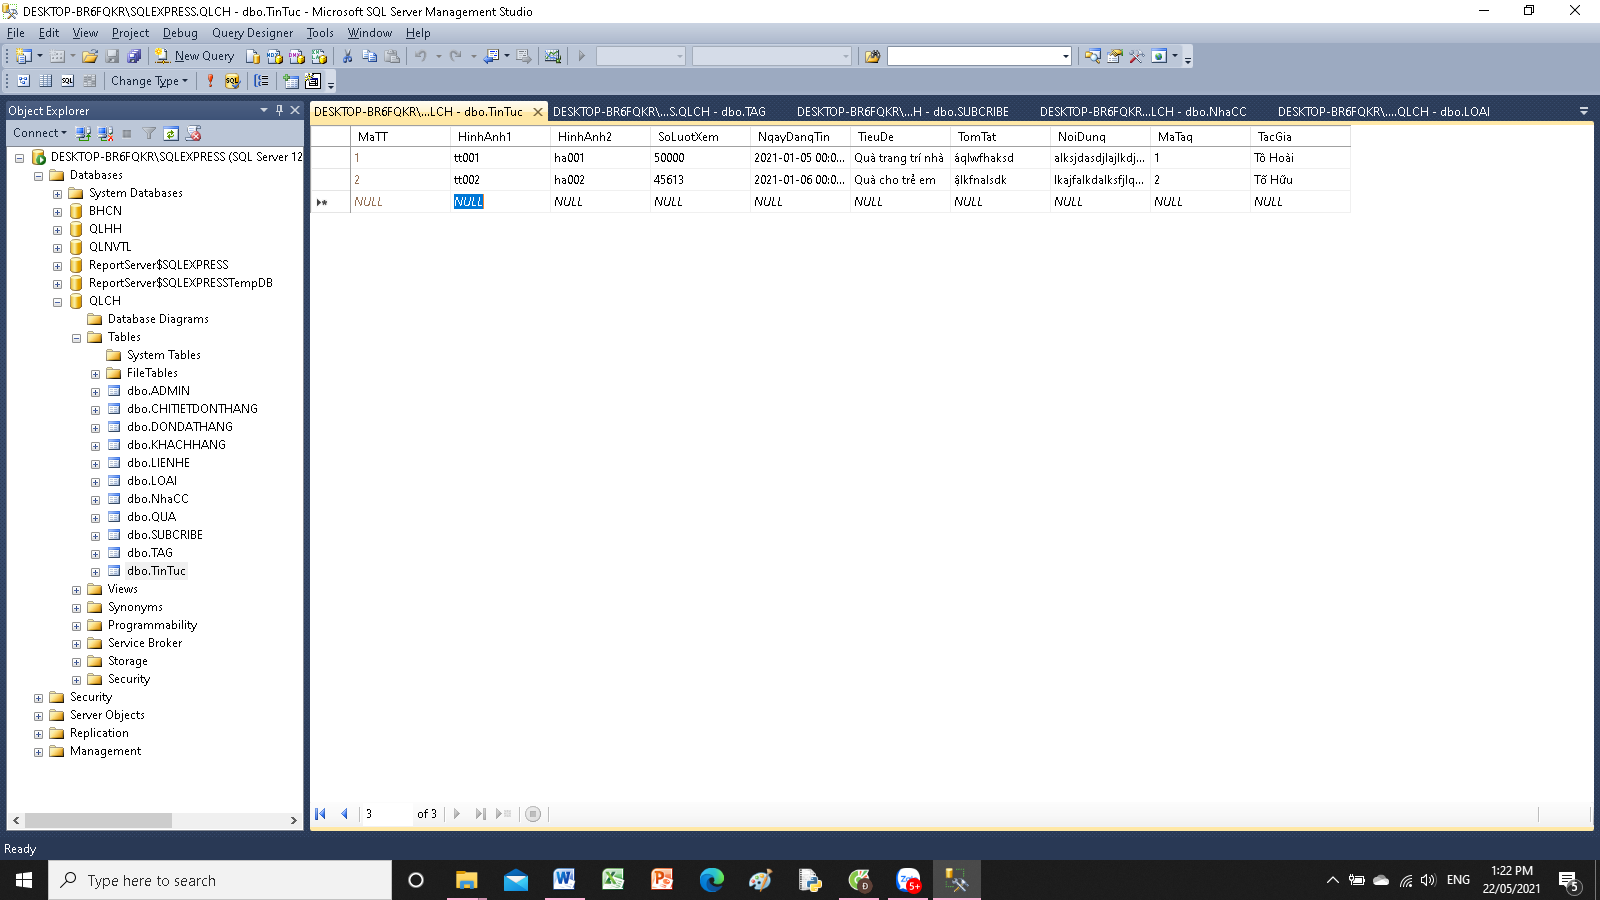 DESKTOP-BR6FQKR\SQLEXPRESS.QLCH - dbo.TinTuc - Microsoft SQL Server Management Studio
File Edit View Project Debug Query Designer Tools Window Help
New Query
Change Type
Object Explorer
Connect
DESKTOP-BR6FQKR\SQLEXPRESS (SQL Server 12
Databases
System Databases
BHCN
QLHH
QLNVTL
ReportServer$SQLEXPRESS
ReportServer$SQLEXPRESSTempDB
QLCH
Database Diagrams
Tables
System Tables
FileTables
dbo.ADMIN
dbo.CHITIETDONTHANG
dbo.DONDATHANG
dbo.KHACHHANG
dbo.LIENHE
dbo.LOAI
dbo.NhaCC
dbo.QUA
dbo.SUBCRIBE
dbo.TAG
dbo.TinTuc
Views
Synonyms
Programmability
Service Broker
Storage
Security
Security
Server Objects
Replication
Management
DESKTOP-BR6FQKR\...LCH - dbo.TinTuc DESKTOP-BR6FQKR\...S.QLCH - dbo.TAG DESKTOP-BR6FQKR\...H - dbo.SUBCRIBE DESKTOP-BR6FQKR...LCH - dbo.NhaCC DESKTOP-BR6FQKR\....QLCH - dbo.LOAI
MaTT HinhAnh1 HinhAnh2 SoLuotXem NgayDangTin TieuDe TomTat NoiDung MaTag TacGia
1 tt001 ha001 50000 2021-01-05 00:0... Quà trang trí nhà áqlwfhaksd alksjdasdjlajlkdj... 1 Tô Hoài
2 tt002 ha002 45613 2021-01-06 00:0... Quà cho trẻ em ậlkfnalsdk lkajfalkdalksfjlq... 2 Tố Hữu
NULL NULL NULL NULL NULL NULL NULL NULL NULL NULL
3 of 3
Ready
Type here to search
5+
ENG
1:22 PM
22/05/2021
5